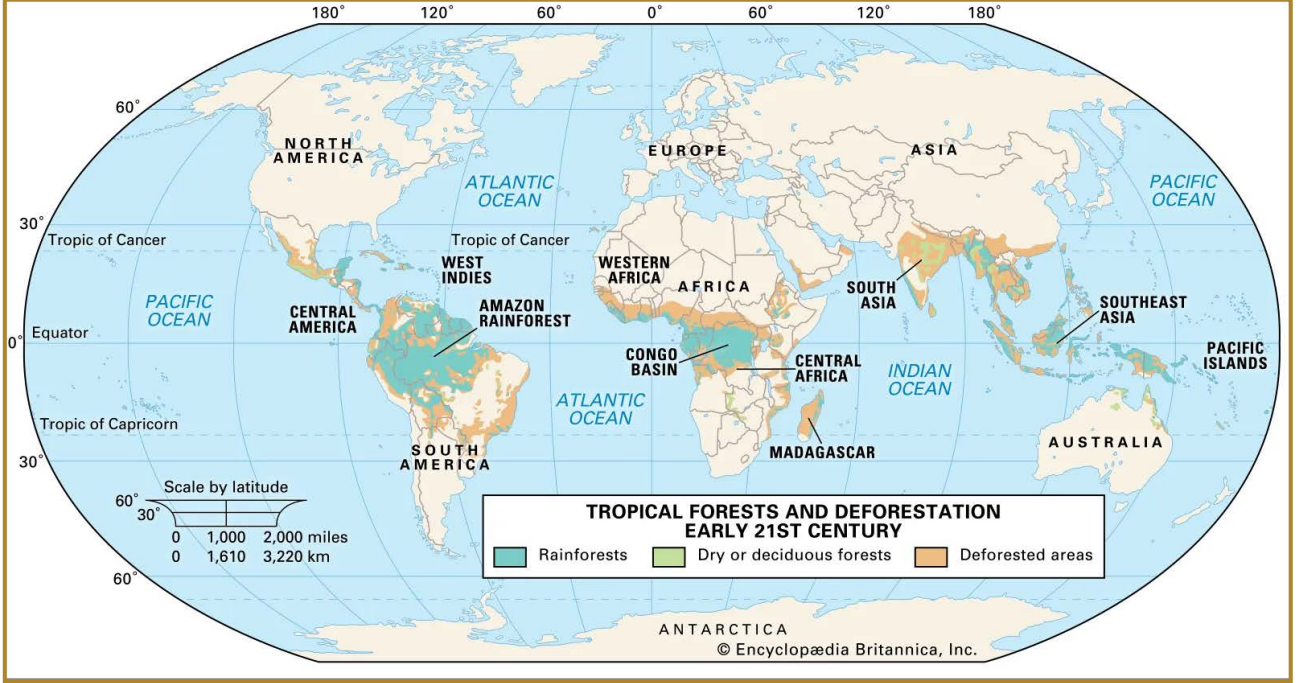 180° 120° 60° 0° 60° 120° 180°
60°
NORTH
AMERICA
EUROPE
ASIA
ATLANTIC
OCEAN
PACIFIC
OCEAN
30°
Tropic of Cancer
Tropic of Cancer
WEST
INDIES
WESTERN
AFRICA
AFRICA
SOUTH
ASIA
PACIFIC
OCEAN
CENTRAL
AMERICA
AMAZON
RAINFOREST
SOUTHEAST
ASIA
Equator
0°
CONGO
BASIN
CENTRAL
AFRICA
INDIAN
OCEAN
PACIFIC
ISLANDS
ATLANTIC
OCEAN
Tropic of Capricorn
SOUTH
AMERICA
MADAGASCAR
AUSTRALIA
30°
Scale by latitude
60°
30°
0 1,000 2,000 miles
0 1,610 3,220 km
TROPICAL FORESTS AND DEFORESTATION
EARLY 21ST CENTURY
Rainforests Dry or deciduous forests Deforested areas
60°
ANTARCTICA
© Encyclopædia Britannica, Inc.